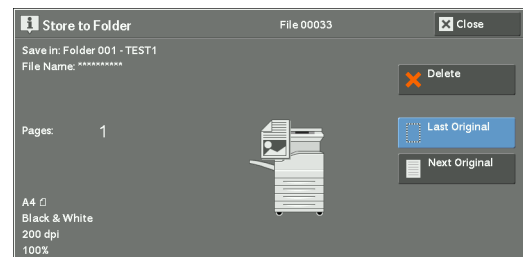 Store to Folder
File 00033
Close
Save in: Folder 001 - TEST1
File Name: **********
Delete
Pages: 1
Last Original
Next Original
A4
Black & White
200 dpi
100%